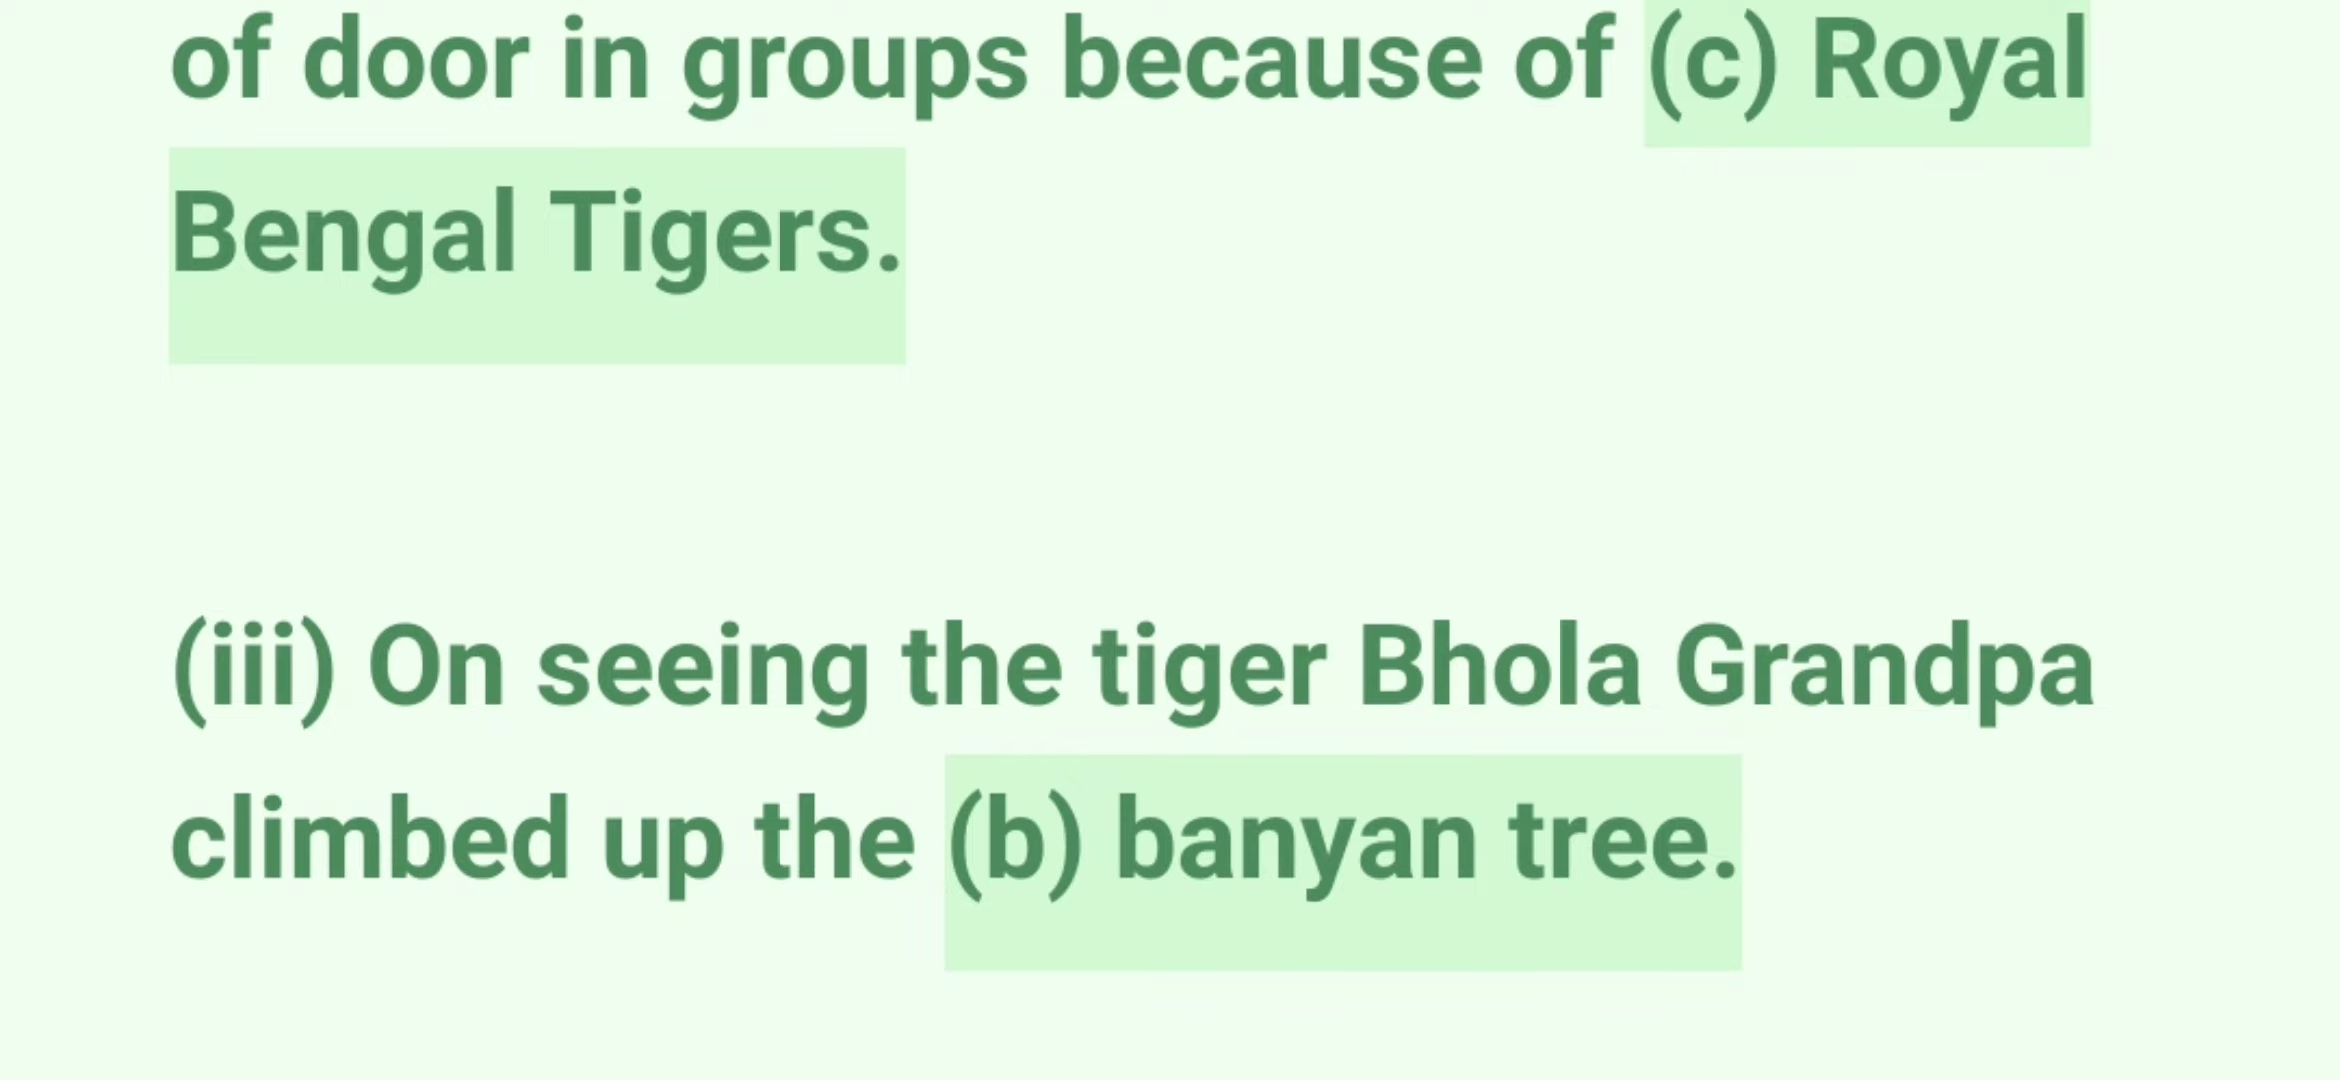 of door in groups because of (c) Royal
Bengal Tigers.
(iii) On seeing the tiger Bhola Grandpa
climbed up the (b) banyan tree.